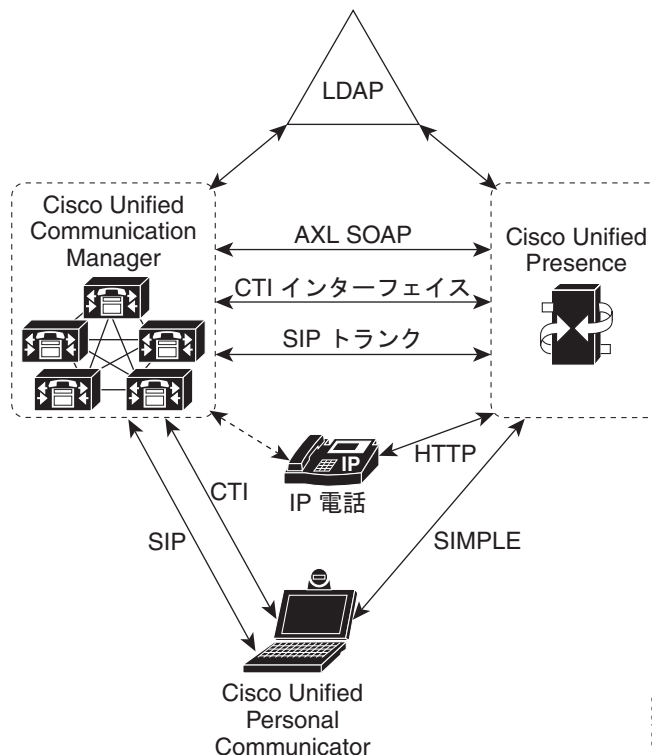 LDAP
Cisco Unified
Communication
Manager
AXL SOAP
Cisco Unified
Presence
CTI インターフェイス
SIP トランク
IP
HTTP
IP 電話
CTI
SIP
SIMPLE
Cisco Unified
Personal
Communicator